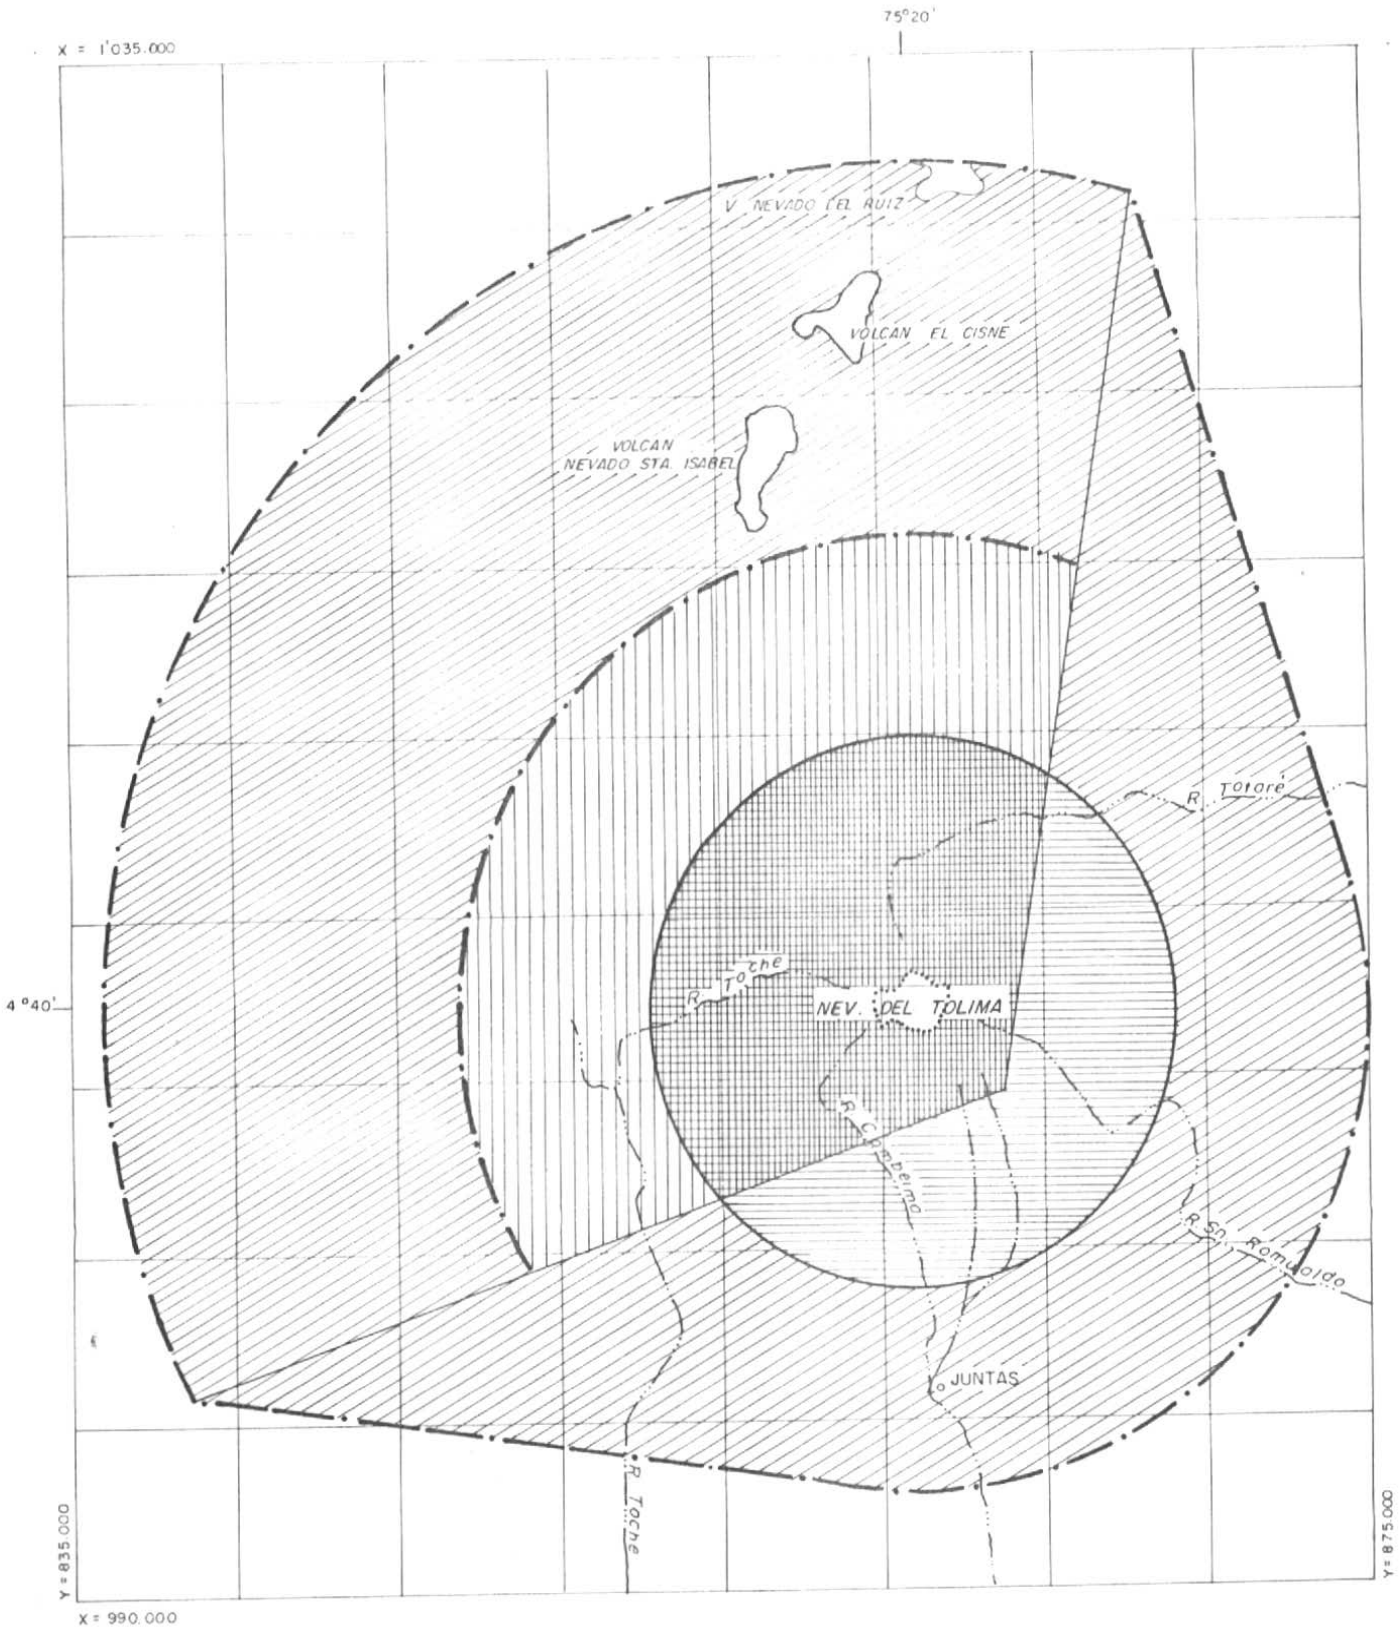 75°20'
X = 1'035.000
V. NEVADO DEL RUIZ
VOLCAN EL CISNE
VOLCAN
NEVADO STA. ISABEL
R Totaré
R. Toche
4°40'
NEV. DEL TOLIMA
R. Combeima
R. Sn. Romualdo
JUNTAS
R Toche
Y = 835.000
Y = 875.000
X = 990.000